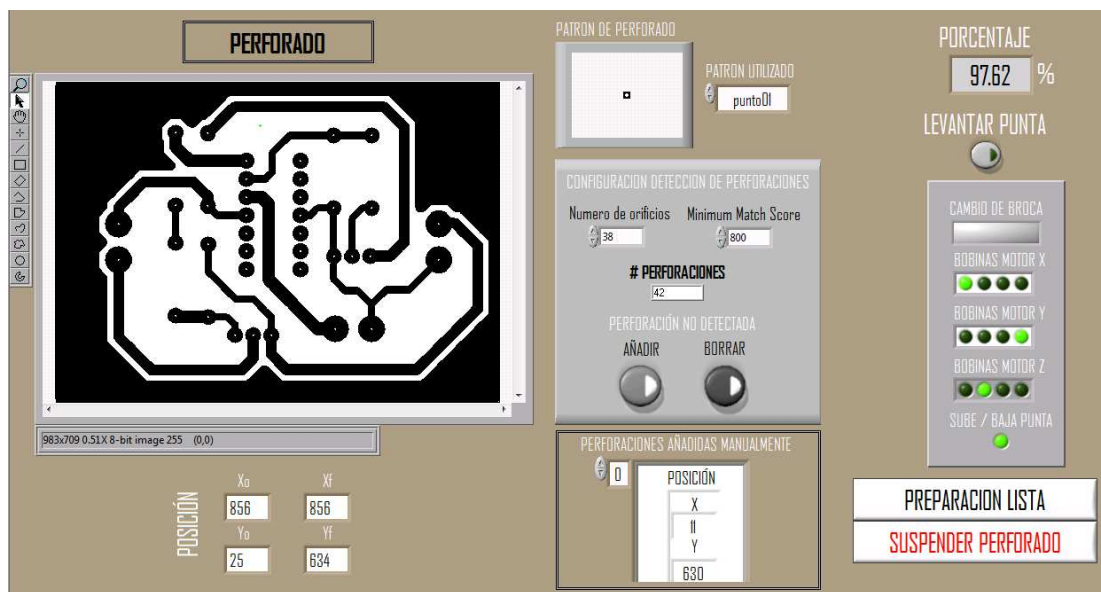 PERFORADO
983x709 0.51X 8-bit image 255 (0,0)
POSICIÓN
Xo
Xf
856
856
Yo
Yf
25
634
PATRON DE PERFORADO
PATRON UTILIZADO
punto01
CONFIGURACION DETECCION DE PERFORACIONES
Numero de orificios
Minimum Match Score
38
800
# PERFORACIONES
42
PERFORACIÓN NO DETECTADA
AÑADIR
BORRAR
PERFORACIONES AÑADIDAS MANUALMENTE
0
POSICIÓN
X
11
Y
630
PORCENTAJE
97.62 %
LEVANTAR PUNTA
CAMBIO DE BROCA
BOBINAS MOTOR X
BOBINAS MOTOR Y
BOBINAS MOTOR Z
SUBE / BAJA PUNTA
PREPARACION LISTA
SUSPENDER PERFORADO